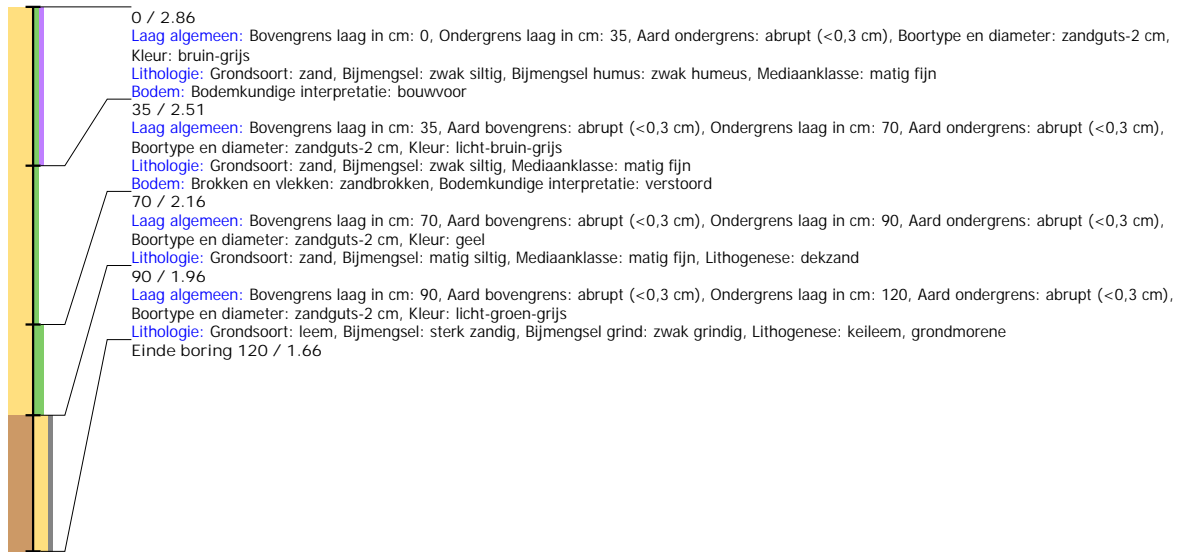 0 / 2.86
Laag algemeen: Bovengrens laag in cm: 0, Ondergrens laag in cm: 35, Aard ondergrens: abrupt (<0,3 cm), Boortype en diameter: zandguts-2 cm,
Kleur: bruin-grijs
Lithologie: Grondsoort: zand, Bijmengsel: zwak siltig, Bijmengsel humus: zwak humeus, Mediaanklasse: matig fijn
Bodem: Bodemkundige interpretatie: bouwvoor
35 / 2.51
Laag algemeen: Bovengrens laag in cm: 35, Aard bovengrens: abrupt (<0,3 cm), Ondergrens laag in cm: 70, Aard ondergrens: abrupt (<0,3 cm),
Boortype en diameter: zandguts-2 cm, Kleur: licht-bruin-grijs
Lithologie: Grondsoort: zand, Bijmengsel: zwak siltig, Mediaanklasse: matig fijn
Bodem: Brokken en vlekken: zandbrokken, Bodemkundige interpretatie: verstoord
70 / 2.16
Laag algemeen: Bovengrens laag in cm: 70, Aard bovengrens: abrupt (<0,3 cm), Ondergrens laag in cm: 90, Aard ondergrens: abrupt (<0,3 cm),
Boortype en diameter: zandguts-2 cm, Kleur: geel
Lithologie: Grondsoort: zand, Bijmengsel: matig siltig, Mediaanklasse: matig fijn, Lithogenese: dekzand
90 / 1.96
Laag algemeen: Bovengrens laag in cm: 90, Aard bovengrens: abrupt (<0,3 cm), Ondergrens laag in cm: 120, Aard ondergrens: abrupt (<0,3 cm),
Boortype en diameter: zandguts-2 cm, Kleur: licht-groen-grijs
Lithologie: Grondsoort: leem, Bijmengsel: sterk zandig, Bijmengsel grind: zwak grindig, Lithogenese: keileem, grondmorene
Einde boring 120 / 1.66